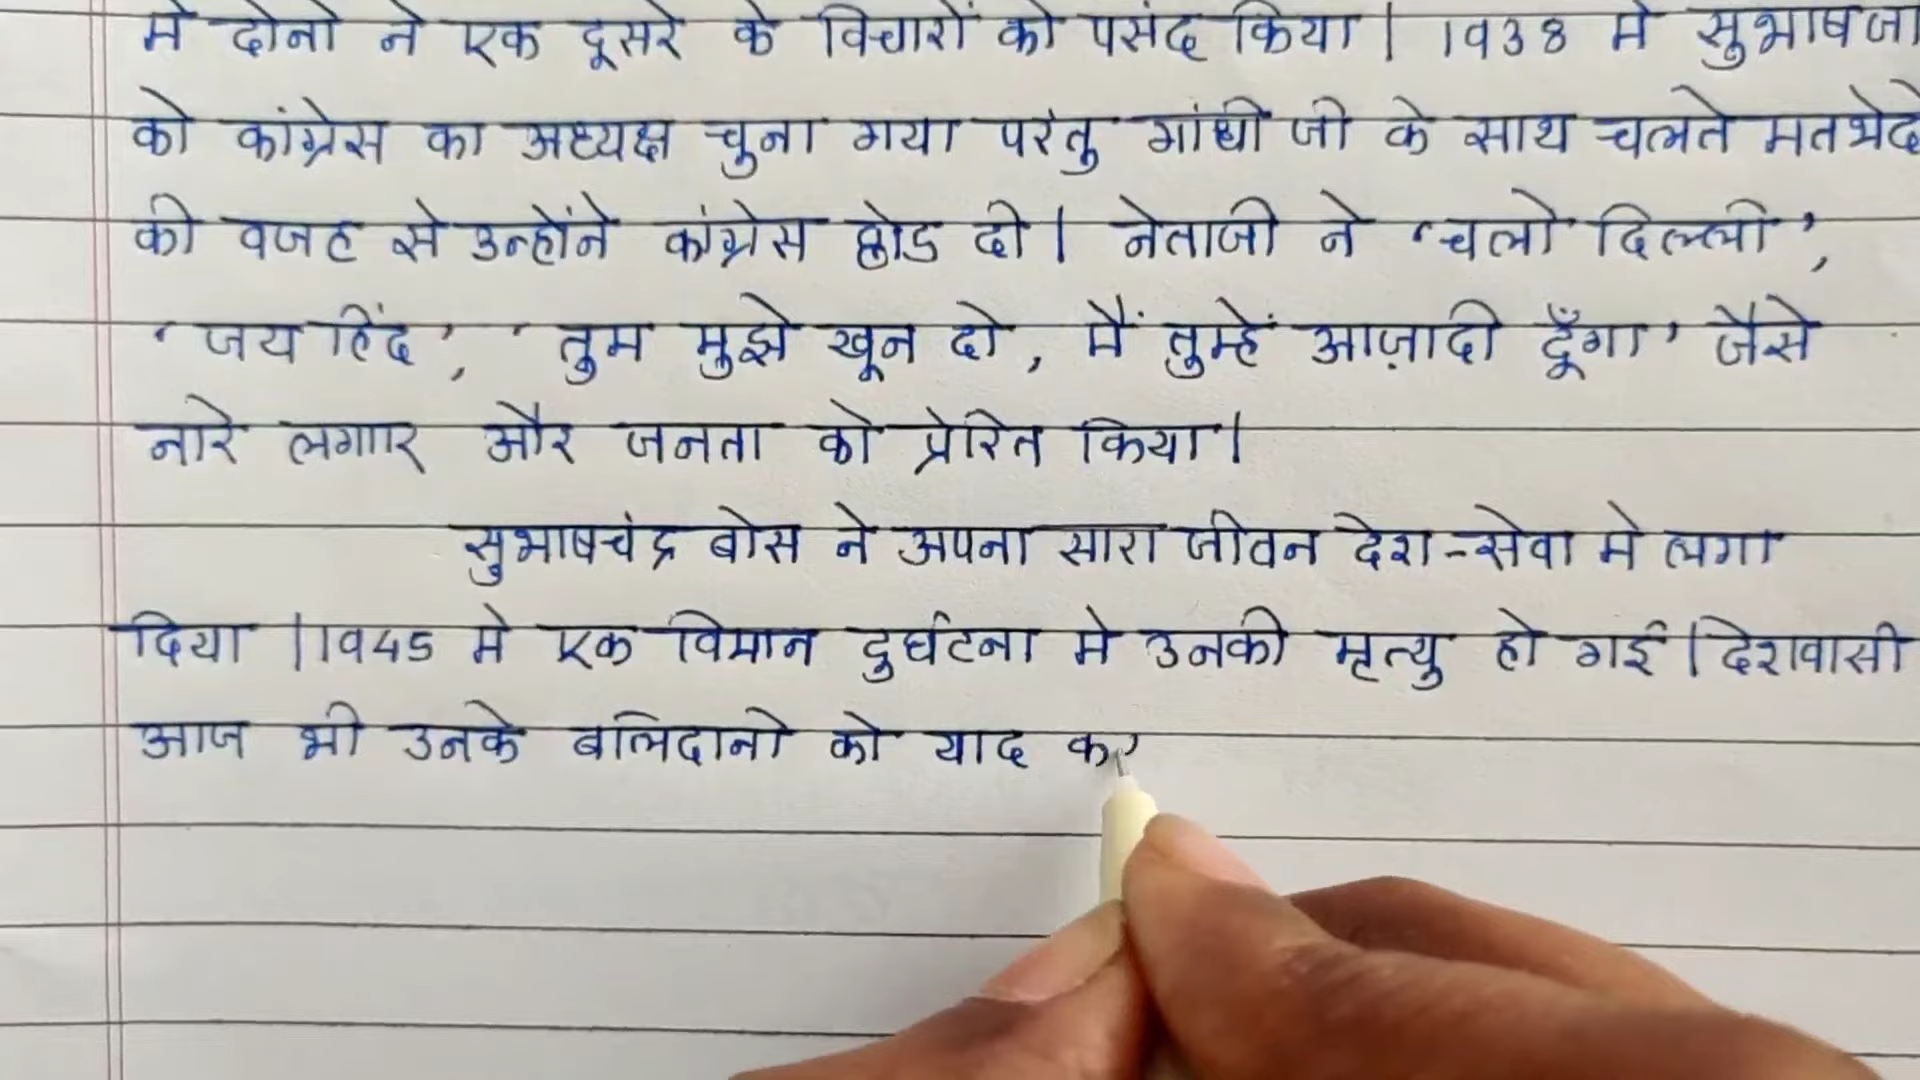 मे दोनो ने एक दूसरे के विचारों को पसंद किया | 1938 मे सुभाषजी
को कांग्रेस का अध्यक्ष चुना गया परंतु गांधी जी के साथ चलते मतभेदे
की वजह से उन्होंने कांग्रेस छोड दी | नेताजी ने 'चलो दिल्ली',
'जय हिंद', 'तुम मुझे खून दो, मैं तुम्हें आज़ादी दूँगा' जैसे
नारे लगाए और जनता को प्रेरित किया |
सुभाषचंद्र बोस ने अपना सारा जीवन देश-सेवा मे लगा
दिया | 1945 मे एक विमान दुर्घटना मे उनकी मृत्यु हो गई | देशवासी
आज भी उनके बलिदानो को याद कर